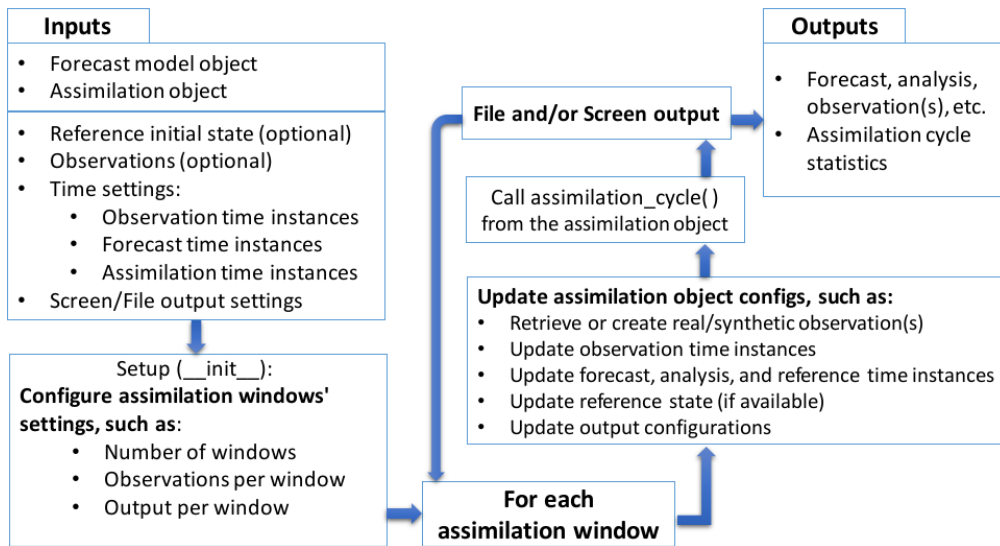 Inputs
• Forecast model object
• Assimilation object
• Reference initial state (optional)
• Observations (optional)
• Time settings:
• Observation time instances
• Forecast time instances
• Assimilation time instances
• Screen/File output settings
Setup (__init__):
Configure assimilation windows'
settings, such as:
• Number of windows
• Observations per window
• Output per window
For each
assimilation window
Update assimilation object configs, such as:
• Retrieve or create real/synthetic observation(s)
• Update observation time instances
• Update forecast, analysis, and reference time instances
• Update reference state (if available)
• Update output configurations
Call assimilation_cycle( )
from the assimilation object
File and/or Screen output
Outputs
• Forecast, analysis,
observation(s), etc.
• Assimilation cycle
statistics